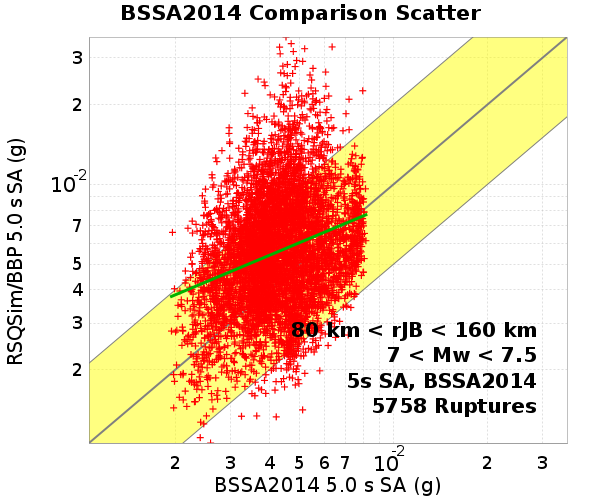 BSSA2014 Comparison Scatter
RSQSim/BBP 5.0 s SA (g)
3
2
10-2
7
5
4
3
2
80 km < rJB < 160 km
7 < Mw < 7.5
5s SA, BSSA2014
5758 Ruptures
2 3 4 5 6 7 10-2 2 3
BSSA2014 5.0 s SA (g)